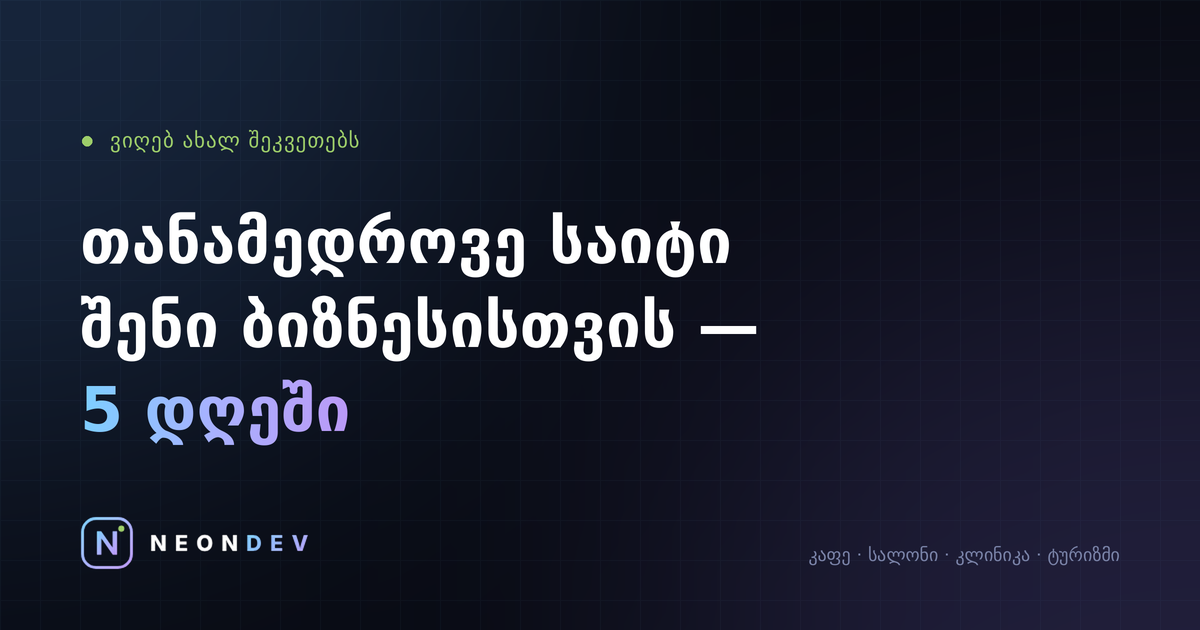 ვიღებ ახალ შეკვეთებს
თანამედროვე საიტი
შენი ბიზნესისთვის —
5 დღეში
N NEONDEV
კაფე · სალონი · კლინიკა · ტურიზმი